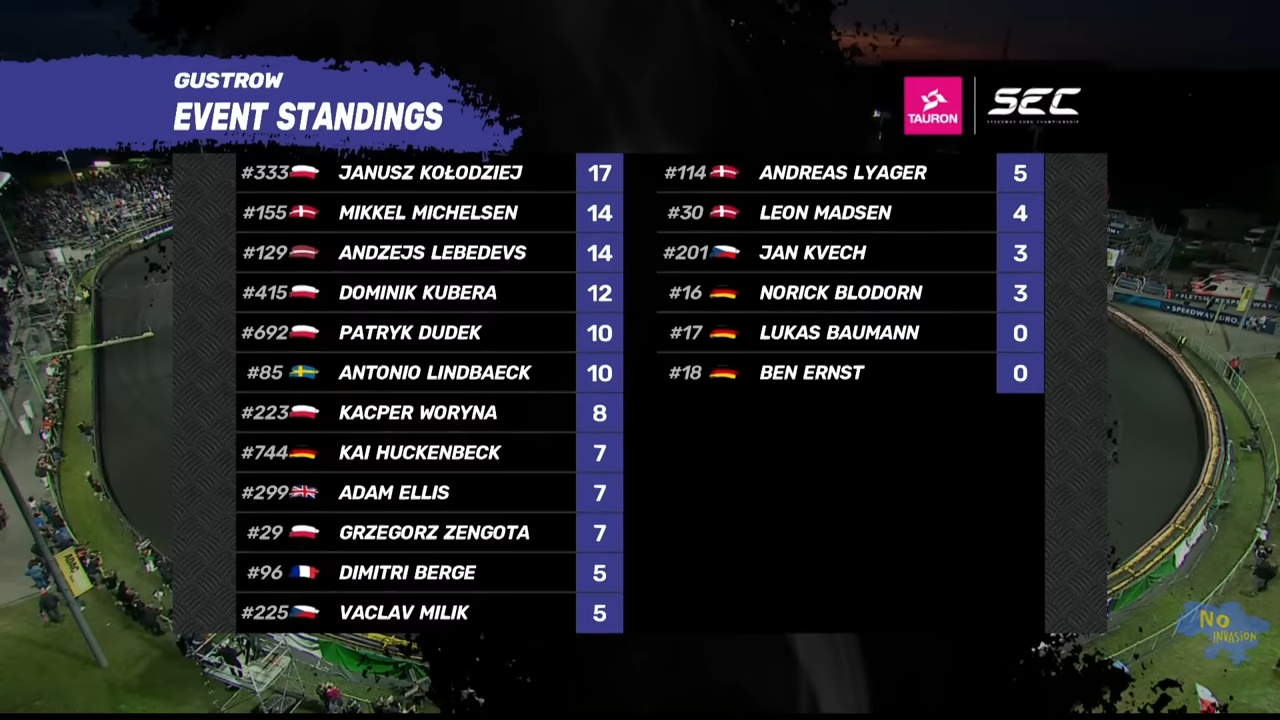 GUSTROW
EVENT STANDINGS
TAURON
SEC
SPEEDWAY EURO CHAMPIONSHIP
#333 JANUSZ KOŁODZIEJ 17
#155 MIKKEL MICHELSEN 14
#129 ANDZEJS LEBEDEVS 14
#415 DOMINIK KUBERA 12
#692 PATRYK DUDEK 10
#85 ANTONIO LINDBAECK 10
#223 KACPER WORYNA 8
#744 KAI HUCKENBECK 7
#299 ADAM ELLIS 7
#29 GRZEGORZ ZENGOTA 7
#96 DIMITRI BERGE 5
#225 VACLAV MILIK 5
#114 ANDREAS LYAGER 5
#30 LEON MADSEN 4
#201 JAN KVECH 3
#16 NORICK BLODORN 3
#17 LUKAS BAUMANN 0
#18 BEN ERNST 0
ADAC
No
INVASION